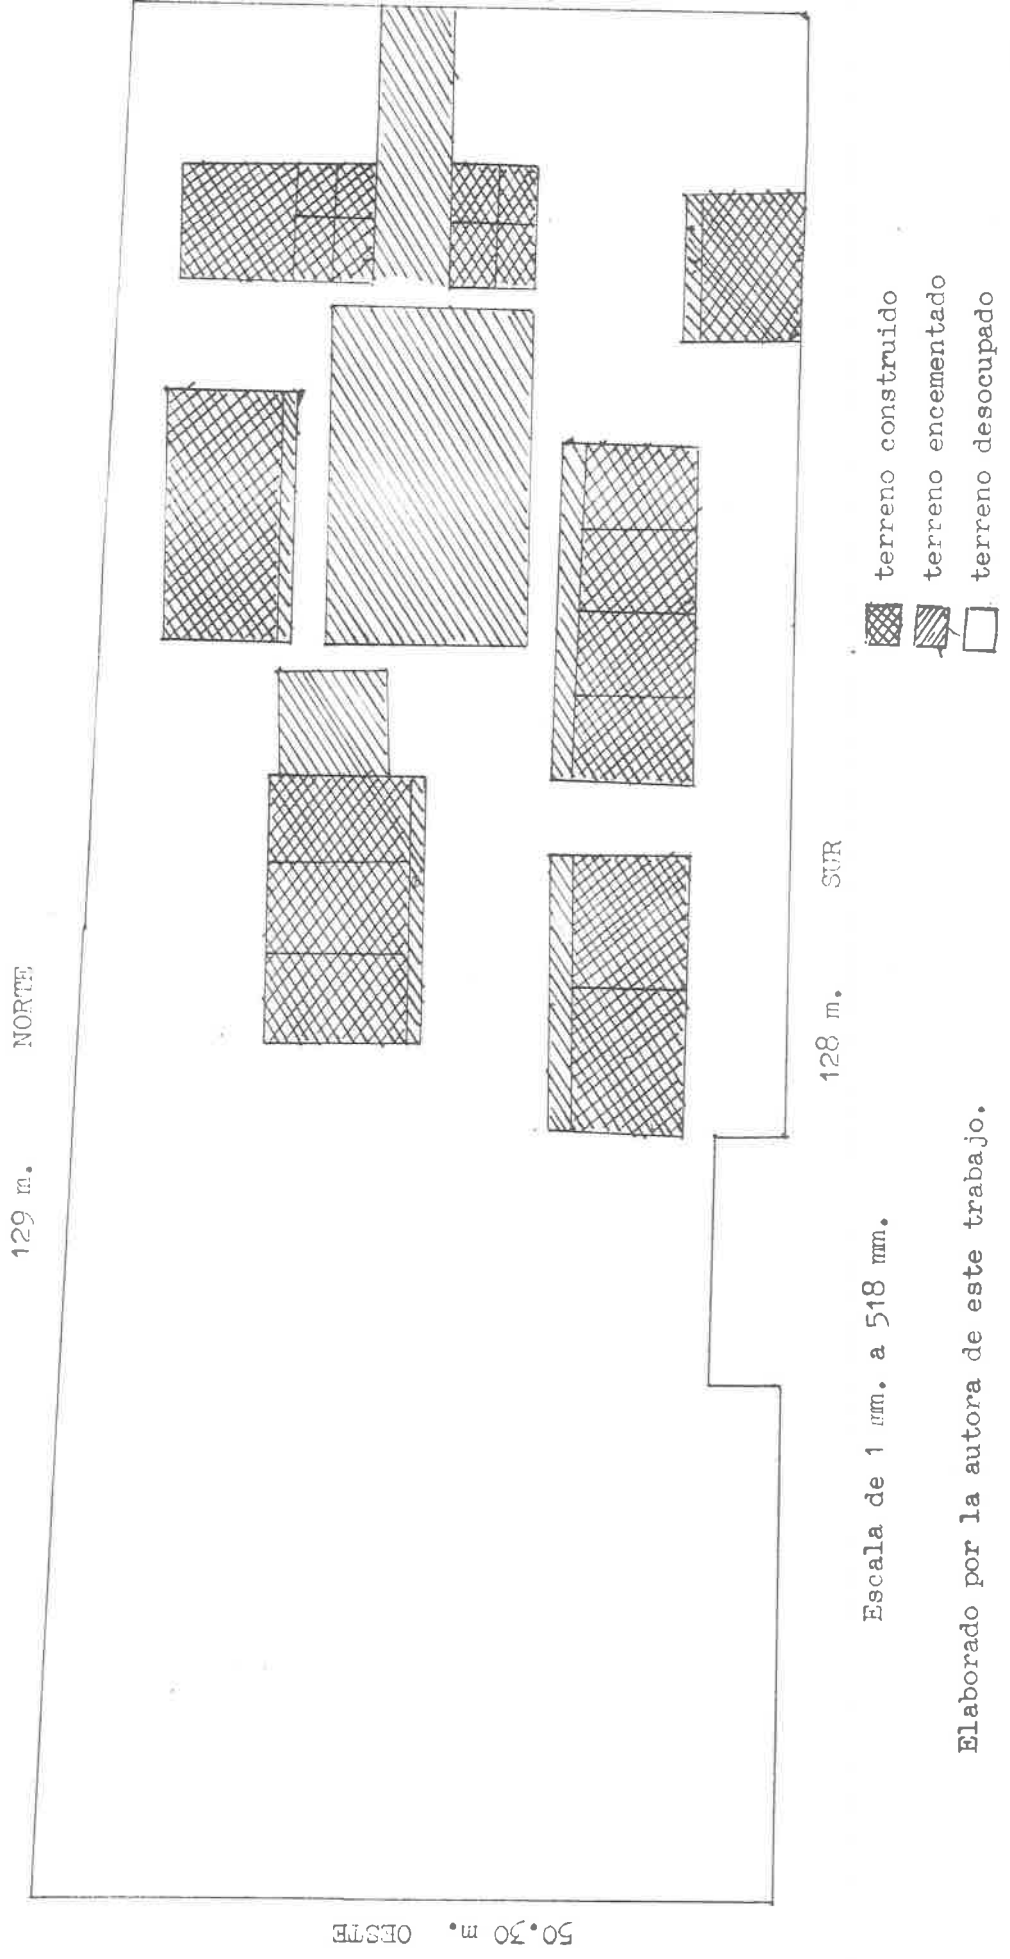 129 m. NORTE
50.30 m. OESTE
128 m. SUR
terreno construido
terreno encementado
terreno desocupado
Escala de 1 mm. a 518 mm.
Elaborado por la autora de este trabajo.